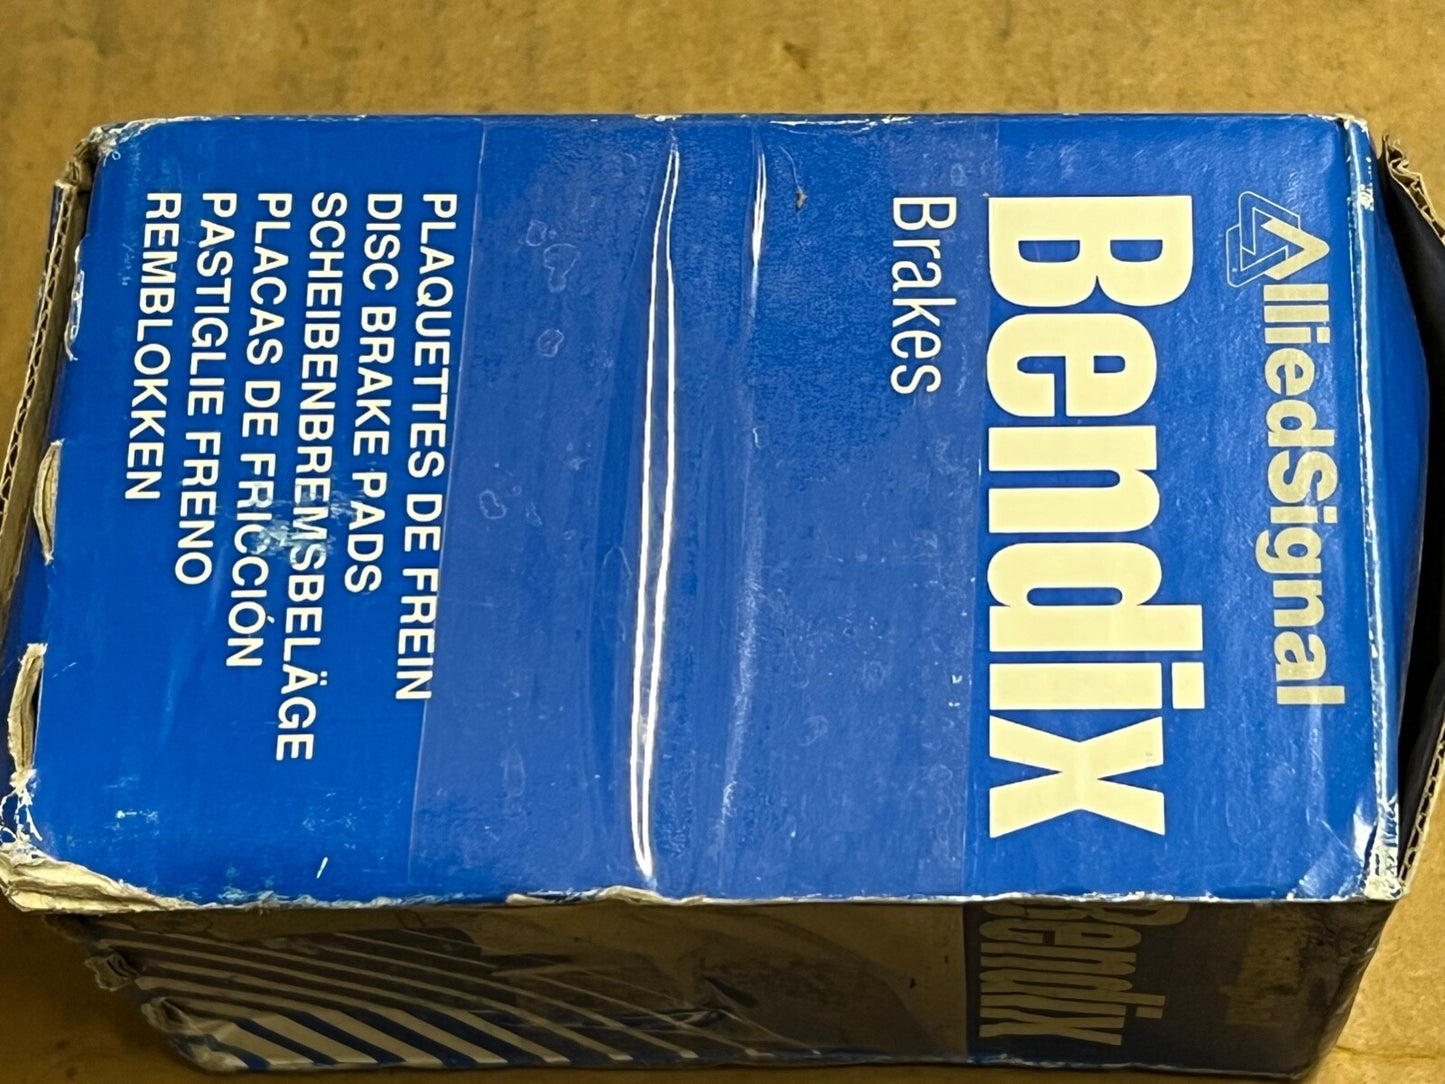 AlliedSignal
Bendix
Brakes
PLAQUETTES DE FREIN
DISC BRAKE PADS
SCHEIBENBREMSBELÄGE
PLACAS DE FRICCIÓN
PASTIGLIE FRENO
REMBLOKKEN
Bendix